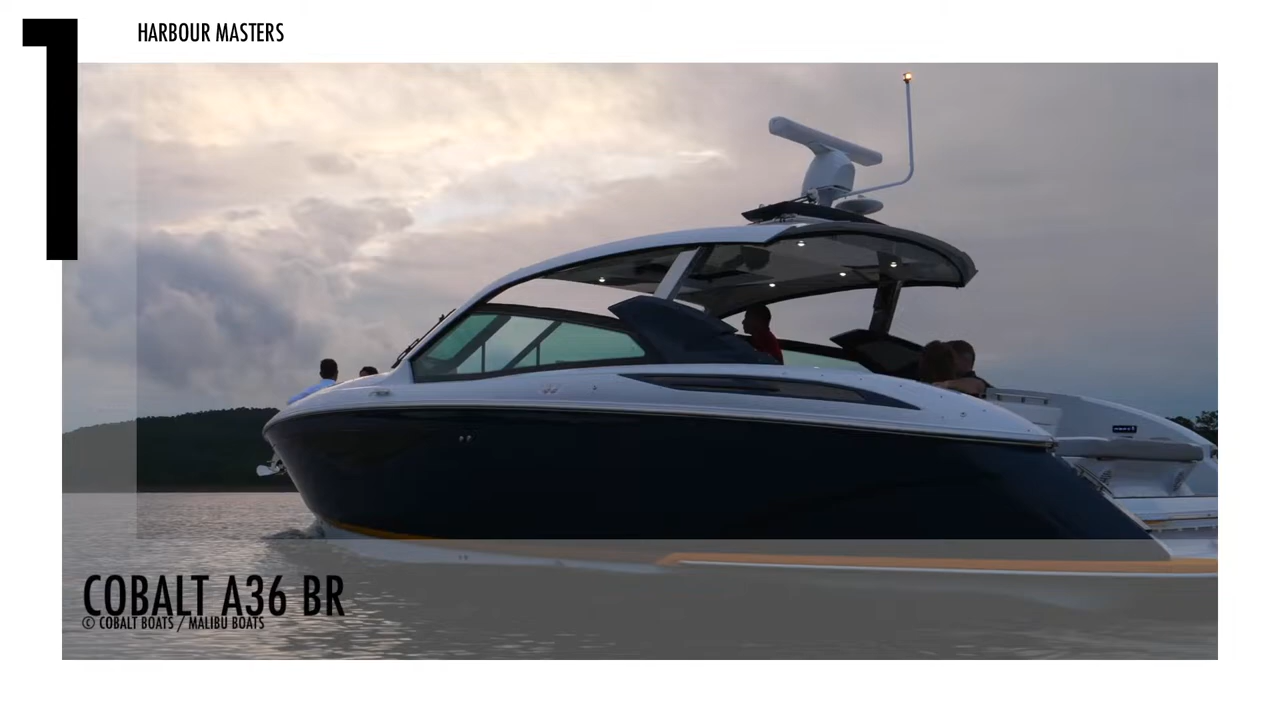 1
HARBOUR MASTERS
COBALT A36 BR
© COBALT BOATS / MALIBU BOATS